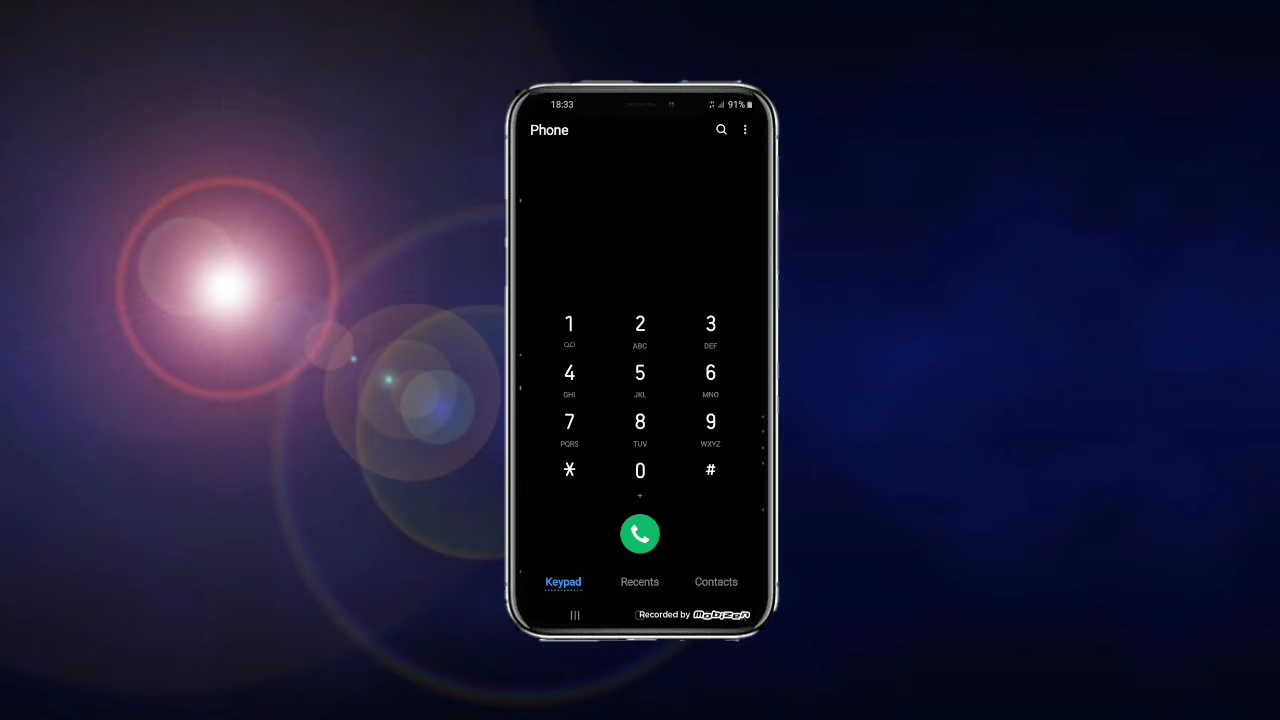 18:33 91%
Phone
1 2 3
ABC DEF
4 5 6
GHI JKL MNO
7 8 9
PQRS TUV WXYZ
* 0 #
+
Keypad Recents Contacts
Recorded by mobizen